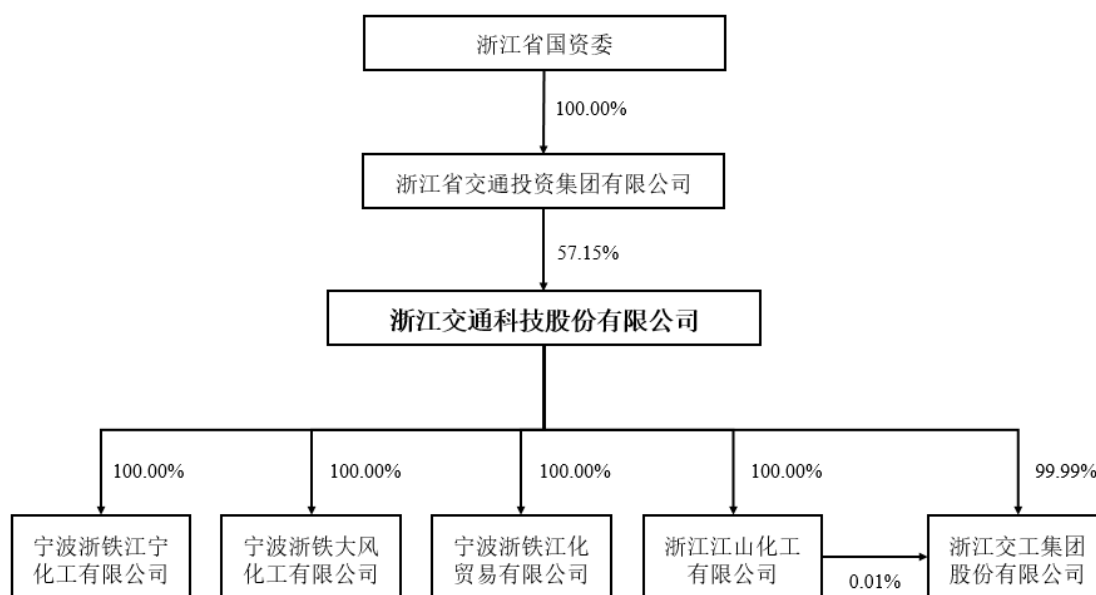 浙江省国资委
100.00%
浙江省交通投资集团有限公司
57.15%
浙江交通科技股份有限公司
100.00%
100.00%
100.00%
100.00%
99.99%
宁波浙铁江宁
化工有限公司
宁波浙铁大风
化工有限公司
宁波浙铁江化
贸易有限公司
浙江江山化工
有限公司
0.01%
浙江交工集团
股份有限公司